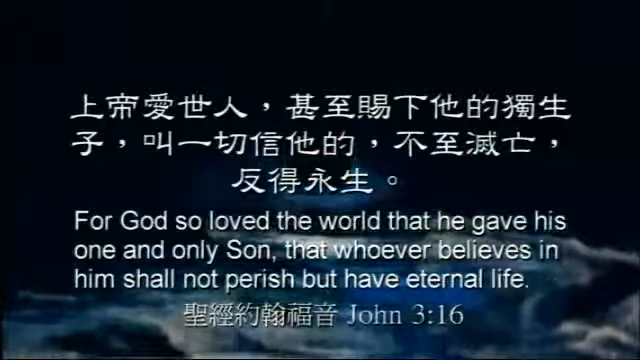 上帝愛世人，甚至賜下他的獨生
子，叫一切信他的，不至滅亡，
反得永生。
For God so loved the world that he gave his
one and only Son, that whoever believes in
him shall not perish but have eternal life.
聖經約翰福音 John 3:16